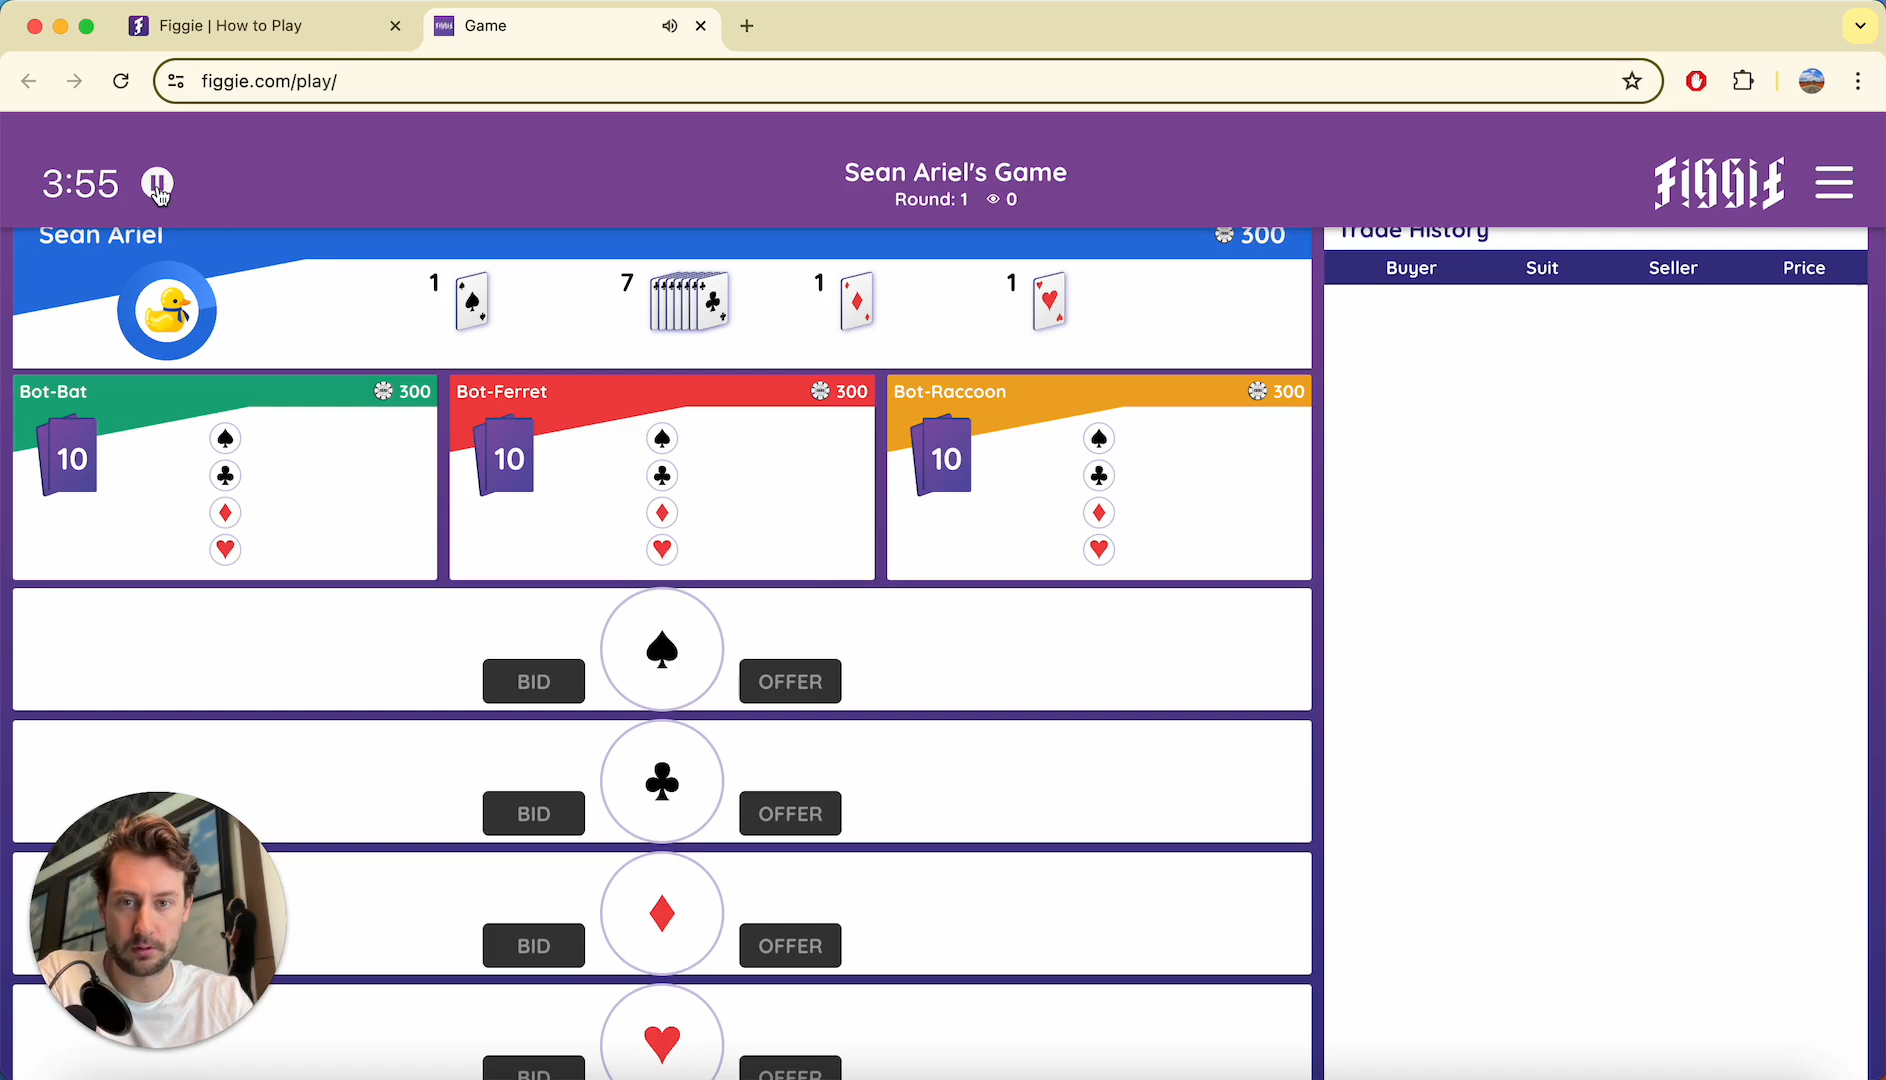 Figgie | How to Play
Game
figgie.com/play/
3:55
Sean Ariel's Game
Round: 1 0
FIGGIE
Sean Ariel 300
Trade History
Buyer Suit Seller Price
1 7 1 1
Bot-Bat 300
10
Bot-Ferret 300
10
Bot-Raccoon 300
10
BID OFFER
BID OFFER
BID OFFER
BID OFFER